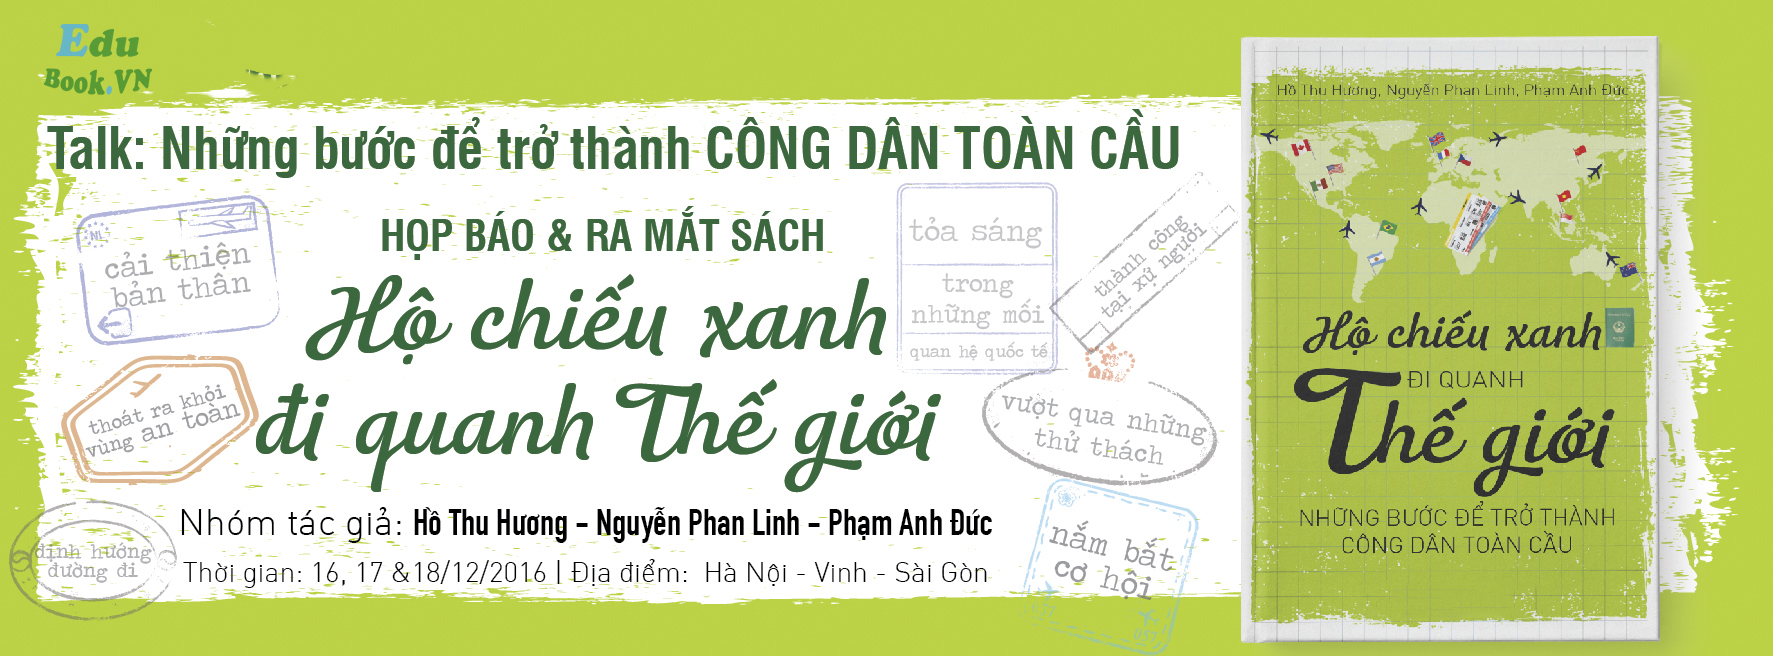 Edu
Book.VN
Talk: Những bước để trở thành CÔNG DÂN TOÀN CẦU
HỌP BÁO & RA MẮT SÁCH
Hộ chiếu xanh
đi quanh Thế giới
Nhóm tác giả: Hồ Thu Hương – Nguyễn Phan Linh – Phạm Anh Đức
Thời gian: 16, 17 &18/12/2016 | Địa điểm: Hà Nội - Vinh - Sài Gòn
NL
cải thiện
bản thân
thoát ra khỏi
vùng an toàn
định hướng
đường đi
tỏa sáng
trong
những mối
quan hệ quốc tế
thành công
tại xứ người
vượt qua những
thử thách
nắm bắt
cơ hội
Hồ Thu Hương, Nguyễn Phan Linh, Phạm Anh Đức
Hộ chiếu xanh
ĐI QUANH
Thế giới
NHỮNG BƯỚC ĐỂ TRỞ THÀNH
CÔNG DÂN TOÀN CẦU